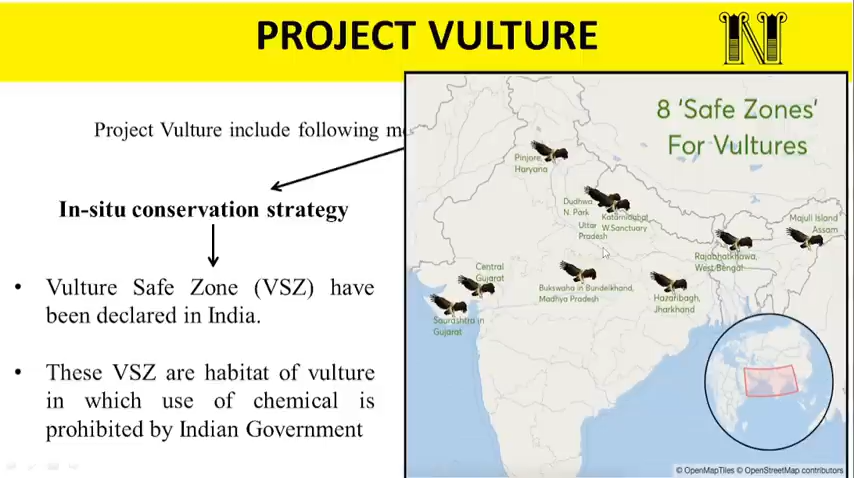 PROJECT VULTURE
N
Project Vulture include following
In-situ conservation strategy
• Vulture Safe Zone (VSZ) have
been declared in India.
• These VSZ are habitat of vulture
in which use of chemical is
prohibited by Indian Government
8 'Safe Zones'
For Vultures
Pinjore,
Haryana
Dudhwa
N. Park
Uttar
Pradesh
Katarniaghat
W.Sanctuary
Majuli Island
Assam
Rajabhatkhawa,
West Bengal
Central
Gujarat
Saurashtra in
Gujarat
Bukswaha in Bundelkhand,
Madhya Pradesh
Hazaribagh,
Jharkhand
© OpenMapTiles © OpenStreetMap contributors